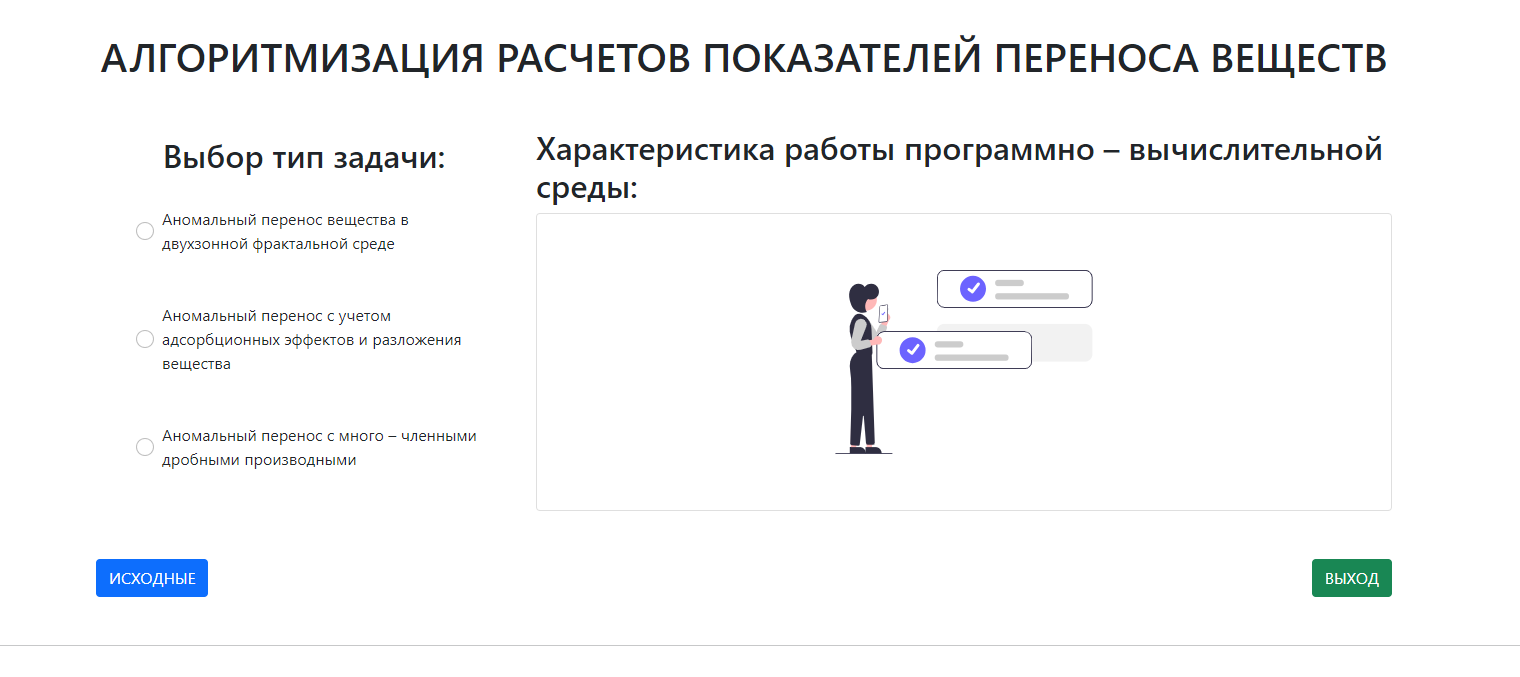 АЛГОРИТМИЗАЦИЯ РАСЧЕТОВ ПОКАЗАТЕЛЕЙ ПЕРЕНОСА ВЕЩЕСТВ
Выбор тип задачи:
Аномальный перенос вещества в
двухзонной фрактальной среде
Аномальный перенос с учетом
адсорбционных эффектов и разложения
вещества
Аномальный перенос с много – членными
дробными производными
Характеристика работы программно – вычислительной
среды:
ИСХОДНЫЕ
ВЫХОД